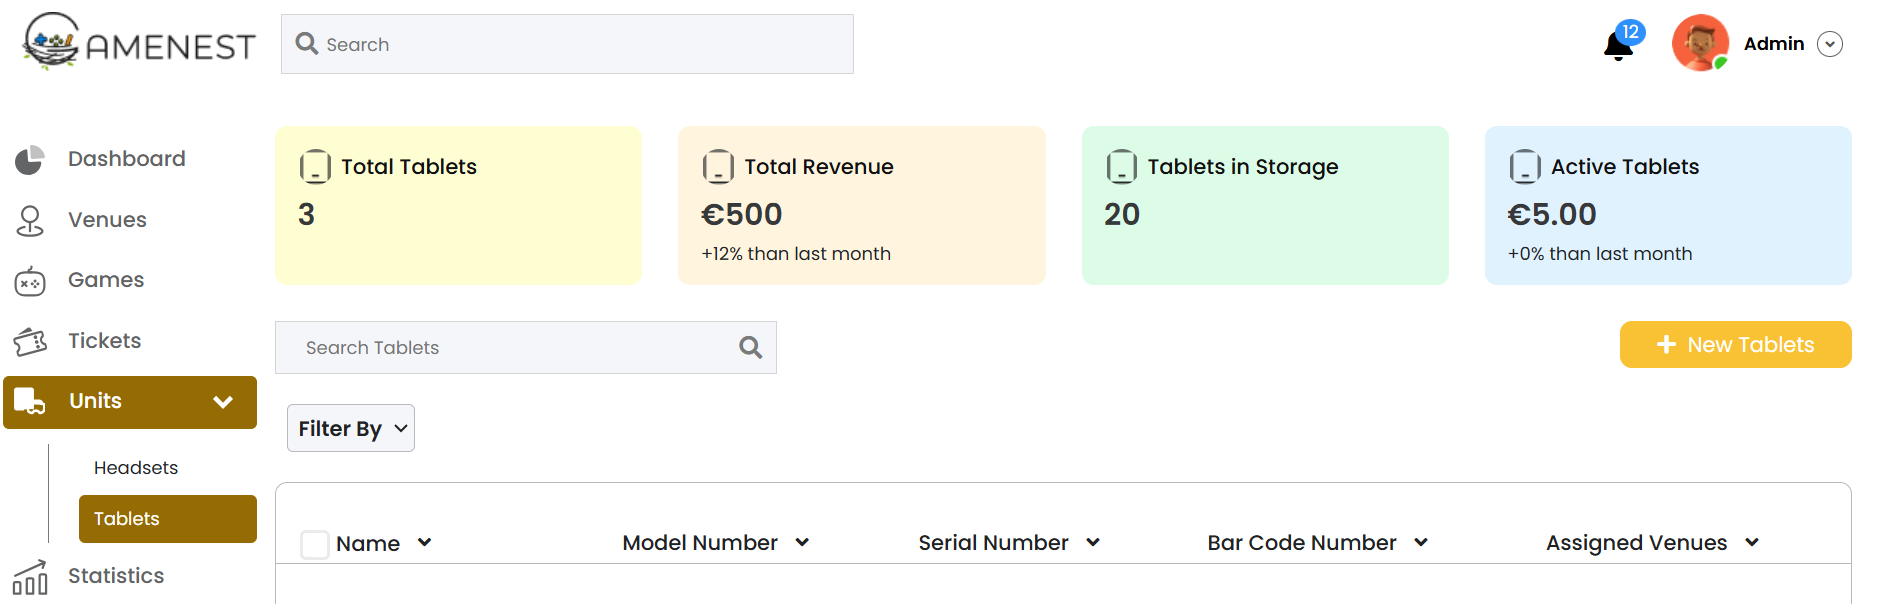 AMENEST
Search
12
Admin
Dashboard
Venues
Games
Tickets
Units
Headsets
Tablets
Statistics
Total Tablets
3
Total Revenue
€500
+12% than last month
Tablets in Storage
20
Active Tablets
€5.00
+0% than last month
Search Tablets
New Tablets
Filter By
Name Model Number Serial Number Bar Code Number Assigned Venues